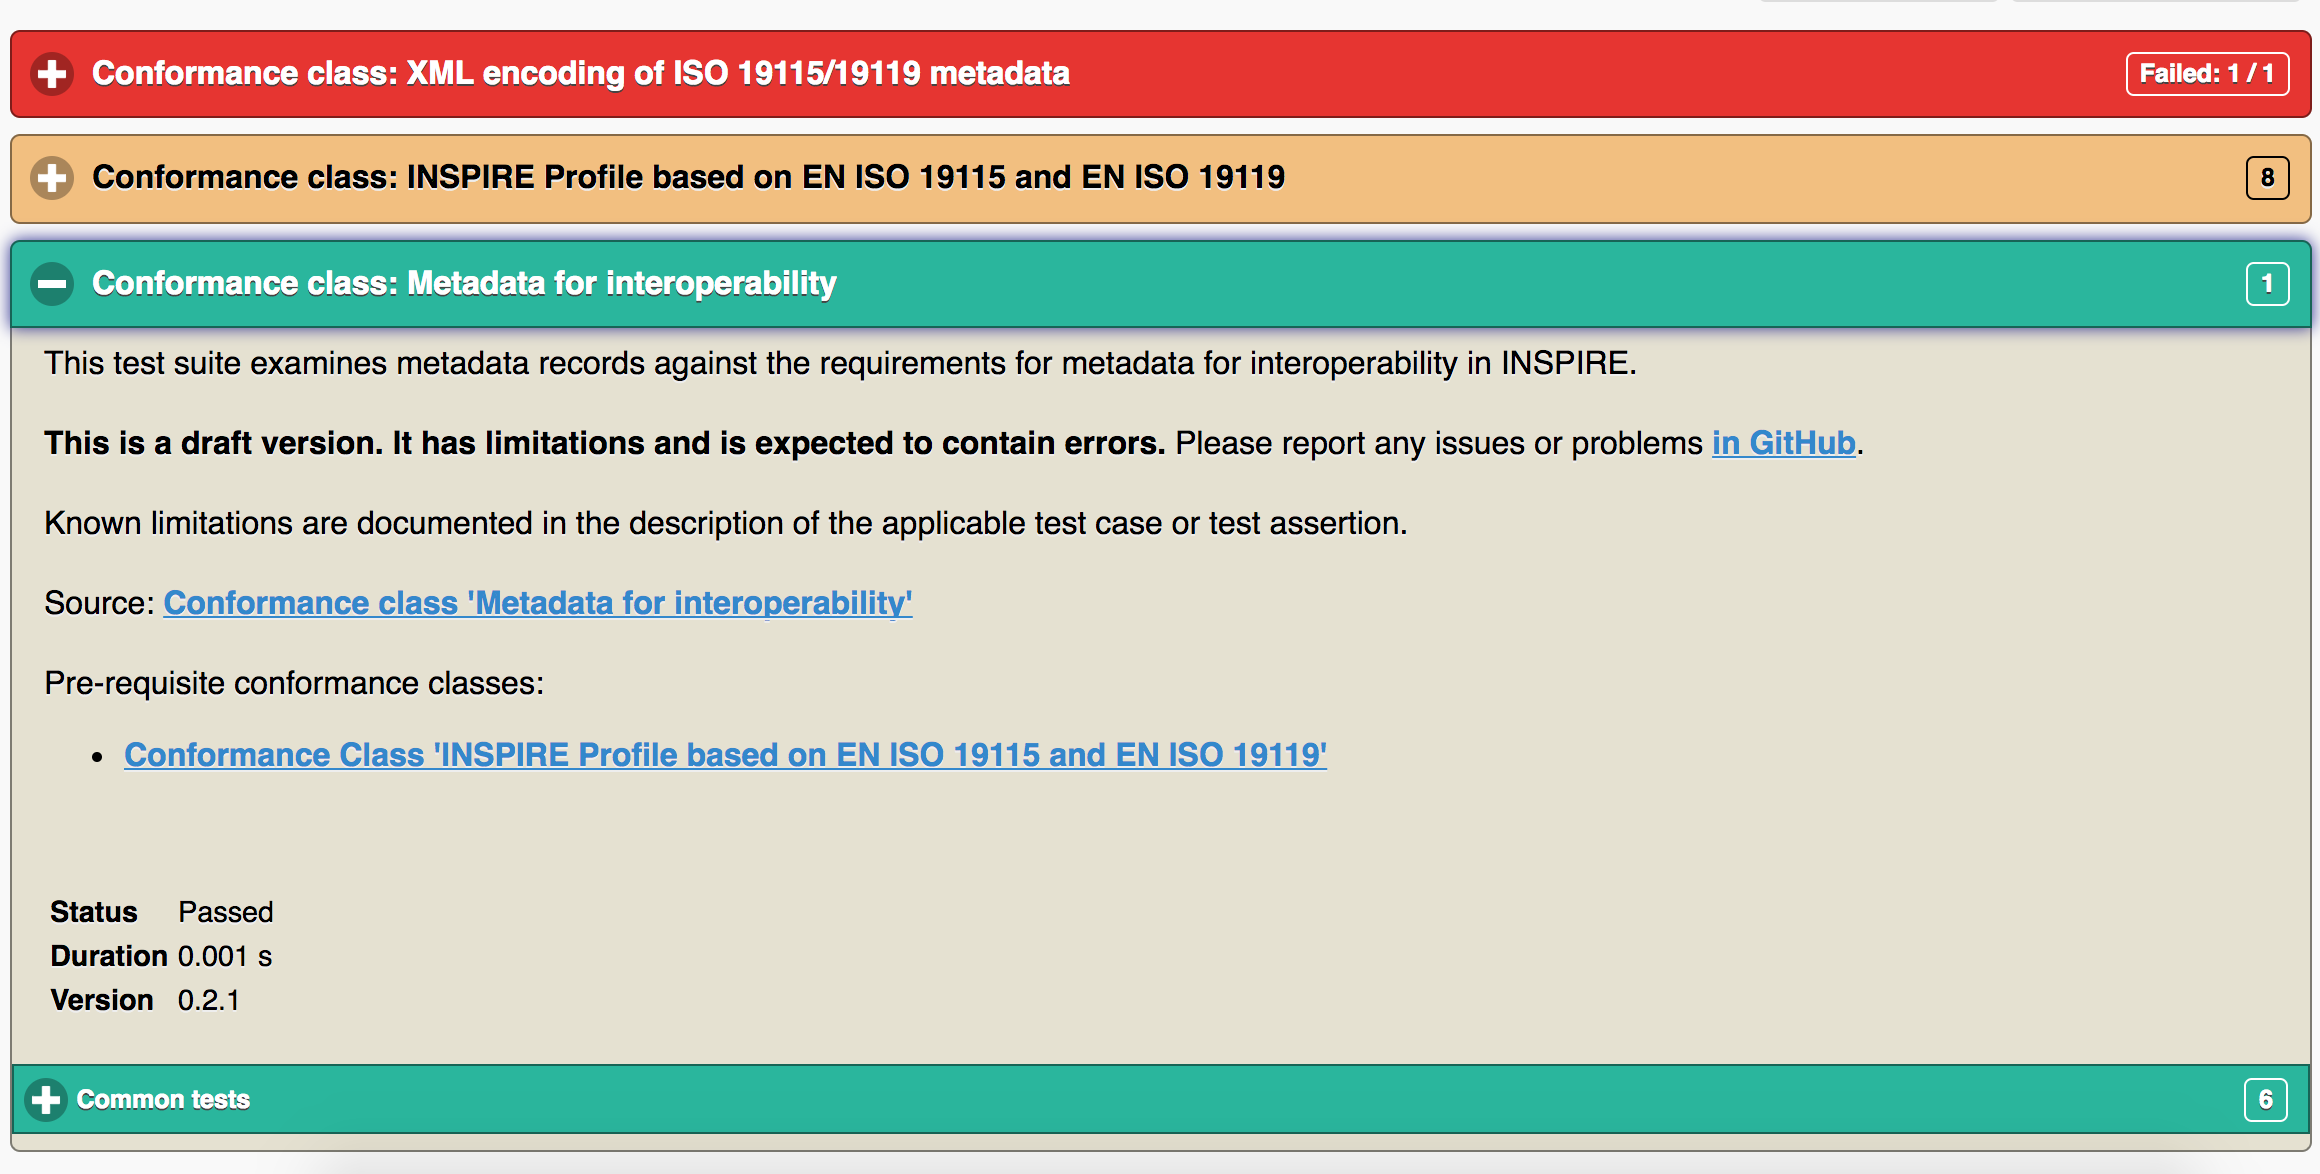 Conformance class: XML encoding of ISO 19115/19119 metadata Failed: 1 / 1
Conformance class: INSPIRE Profile based on EN ISO 19115 and EN ISO 19119 8
Conformance class: Metadata for interoperability 1
This test suite examines metadata records against the requirements for metadata for interoperability in INSPIRE.
This is a draft version. It has limitations and is expected to contain errors. Please report any issues or problems in GitHub.
Known limitations are documented in the description of the applicable test case or test assertion.
Source: Conformance class 'Metadata for interoperability'
Pre-requisite conformance classes:
• Conformance Class 'INSPIRE Profile based on EN ISO 19115 and EN ISO 19119'
Status Passed
Duration 0.001 s
Version 0.2.1
Common tests 6